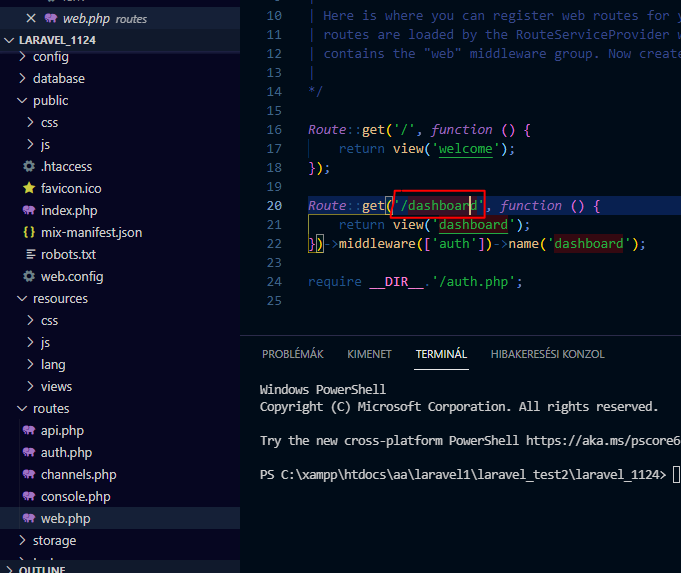 web.php routes
LARAVEL_1124
config
database
public
css
js
.htaccess
favicon.ico
index.php
mix-manifest.json
robots.txt
web.config
resources
css
js
lang
views
routes
api.php
auth.php
channels.php
console.php
web.php
storage
OUTLINE
10 | Here is where you can register web routes for y
11 | routes are loaded by the RouteServiceProvider w
12 | contains the "web" middleware group. Now create
13 |
14 */
15
16 Route::get('/', function () {
17 return view('welcome');
18 });
19
20 Route::get('/dashboard', function () {
21 return view('dashboard');
22 })->middleware(['auth'])->name('dashboard');
23
24 require __DIR__.'/auth.php';
25
PROBLÉMÁK KIMENET TERMINÁL HIBAKERESÉSI KONZOL
Windows PowerShell
Copyright (C) Microsoft Corporation. All rights reserved.
Try the new cross-platform PowerShell https://aka.ms/pscore6
PS C:\xampp\htdocs\aa\laravel1\laravel_test2\laravel_1124>